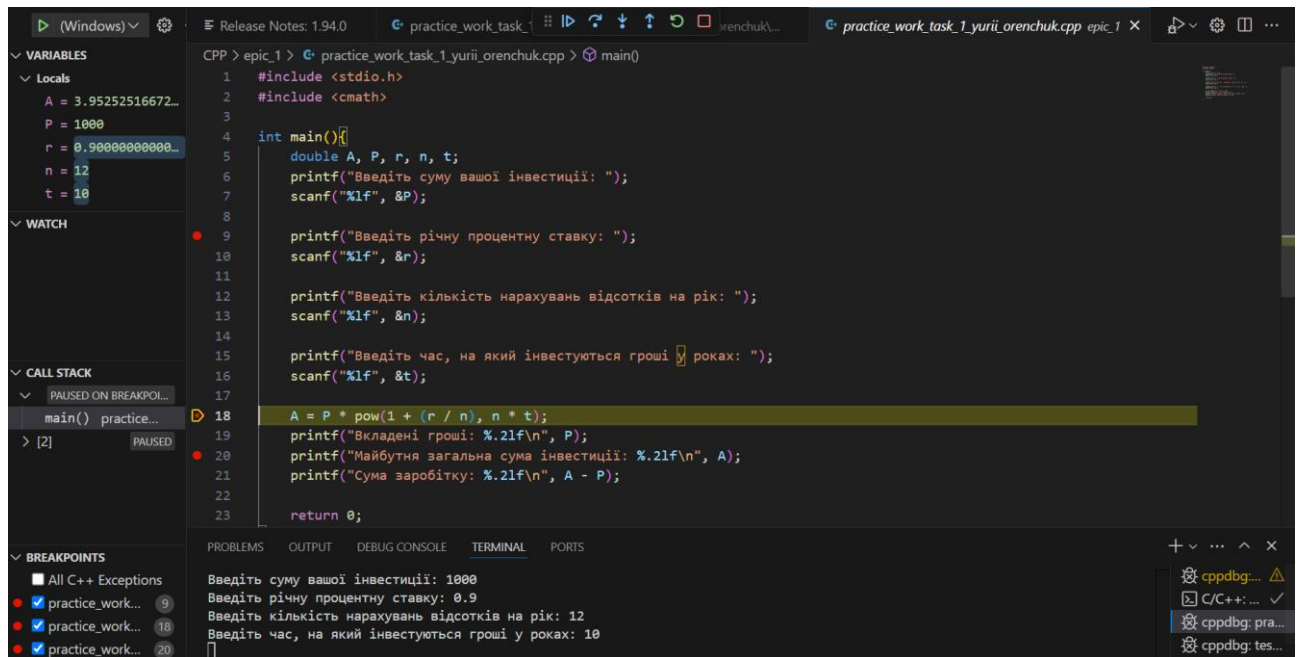 (Windows)
Release Notes: 1.94.0
practice_work_task_1
orenchuk\...
practice_work_task_1_yurii_orenchuk.cpp epic_1
VARIABLES
Locals
A = 3.95252516672...
P = 1000
r = 0.90000000000...
n = 12
t = 10
WATCH
CALL STACK
PAUSED ON BREAKPOI...
main() practice...
[2] PAUSED
BREAKPOINTS
All C++ Exceptions
practice_work... 9
practice_work... 18
practice_work... 20
CPP > epic_1 > practice_work_task_1_yurii_orenchuk.cpp > main()
1 #include <stdio.h>
2 #include <cmath>
3
4 int main(){
5 double A, P, r, n, t;
6 printf("Введіть суму вашої інвестиції: ");
7 scanf("%lf", &P);
8
9 printf("Введіть річну процентну ставку: ");
10 scanf("%lf", &r);
11
12 printf("Введіть кількість нарахувань відсотків на рік: ");
13 scanf("%lf", &n);
14
15 printf("Введіть час, на який інвестуються гроші у роках: ");
16 scanf("%lf", &t);
17
18 A = P * pow(1 + (r / n), n * t);
19 printf("Вкладені гроші: %.2lf\n", P);
20 printf("Майбутня загальна сума інвестиції: %.2lf\n", A);
21 printf("Сума заробітку: %.2lf\n", A - P);
22
23 return 0;
PROBLEMS OUTPUT DEBUG CONSOLE TERMINAL PORTS
Введіть суму вашої інвестиції: 1000
Введіть річну процентну ставку: 0.9
Введіть кількість нарахувань відсотків на рік: 12
Введіть час, на який інвестуються гроші у роках: 10
cppdbg:...
C/C++: ...
cppdbg: pra...
cppdbg: tes...